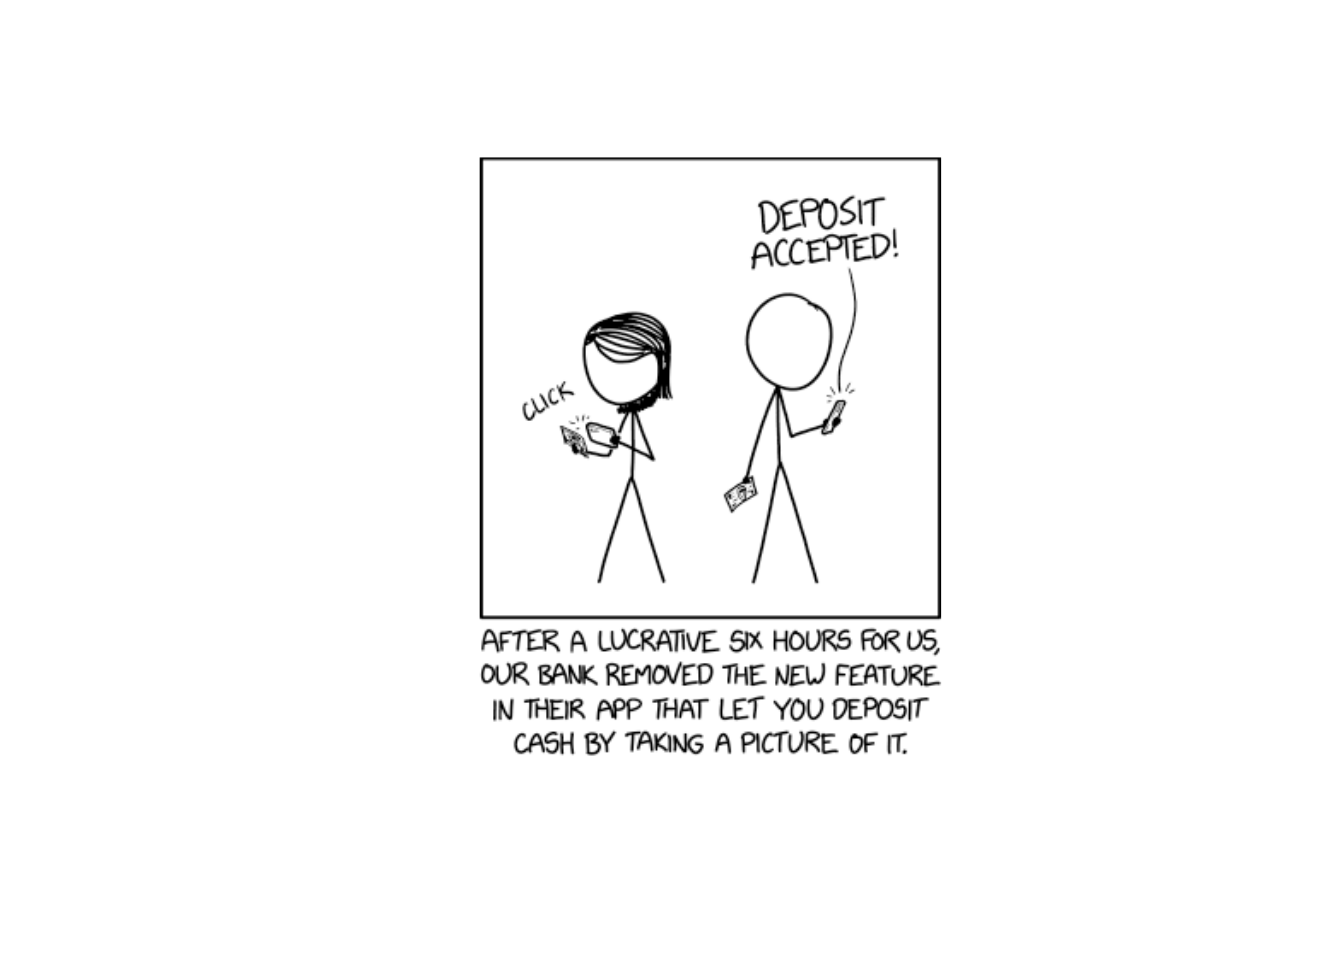 DEPOSIT
ACCEPTED!
CLICK
AFTER A LUCRATIVE SIX HOURS FOR US,
OUR BANK REMOVED THE NEW FEATURE
IN THEIR APP THAT LET YOU DEPOSIT
CASH BY TAKING A PICTURE OF IT.